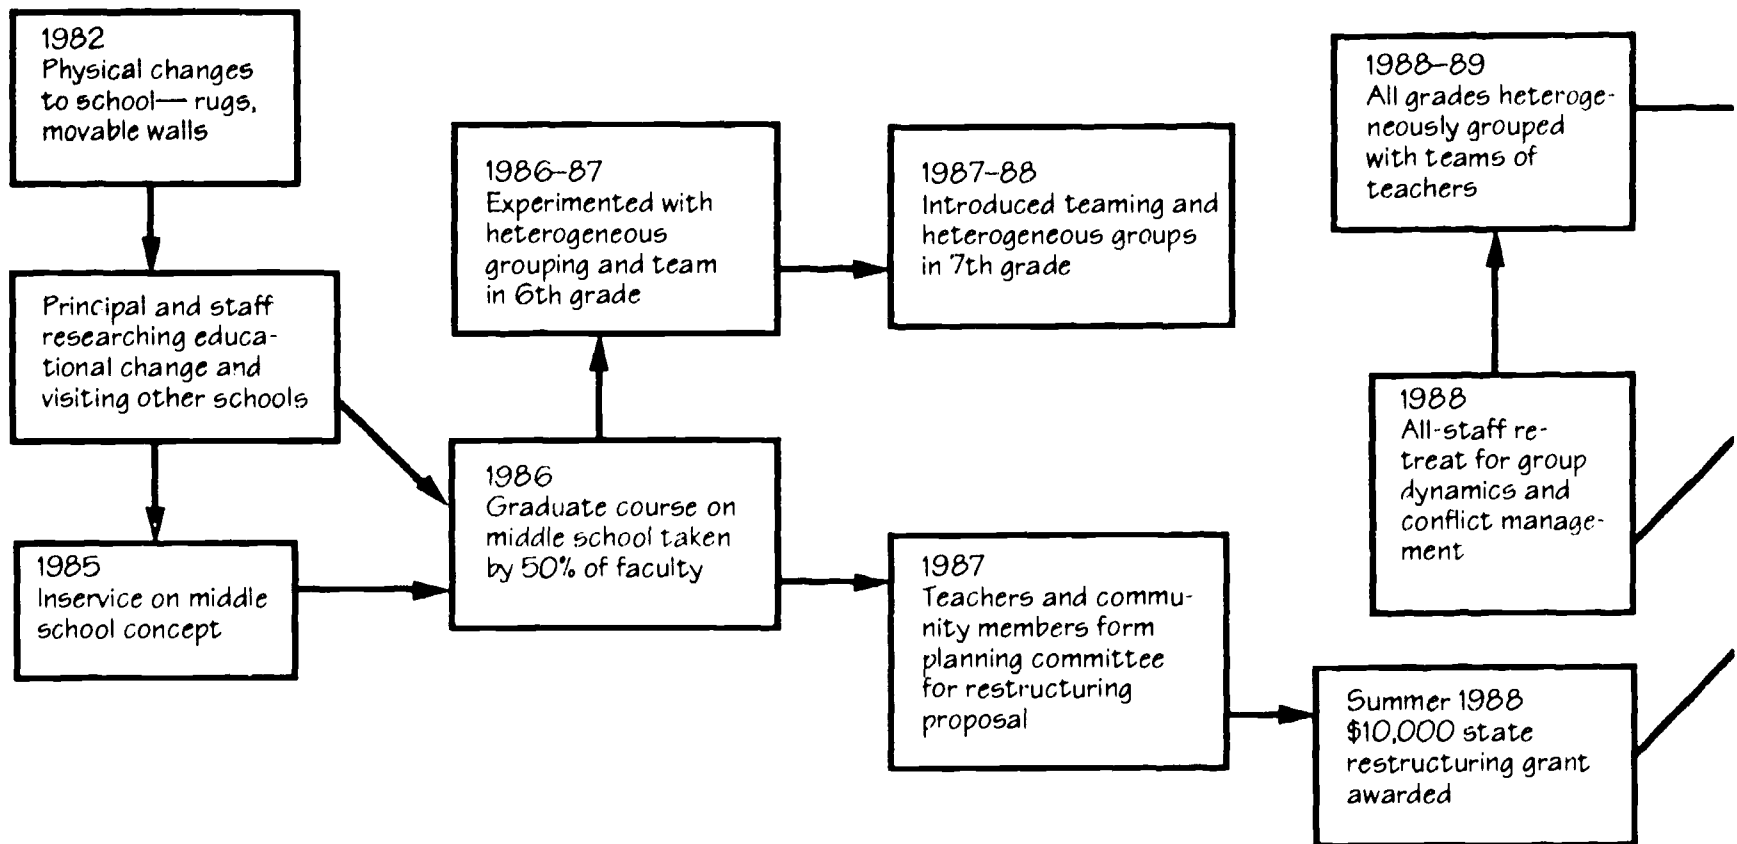 1982
Physical changes
to school— rugs,
movable walls
Principal and staff
researching educa-
tional change and
visiting other schools
1985
Inservice on middle
school concept
1986–87
Experimented with
heterogeneous
grouping and team
in 6th grade
1986
Graduate course on
middle school taken
by 50% of faculty
1987–88
Introduced teaming and
heterogeneous groups
in 7th grade
1987
Teachers and commu-
nity members form
planning committee
for restructuring
proposal
1988–89
All grades heteroge-
neously grouped
with teams of
teachers
1988
All-staff re-
treat for group
dynamics and
conflict manage-
ment
Summer 1988
$10,000 state
restructuring grant
awarded